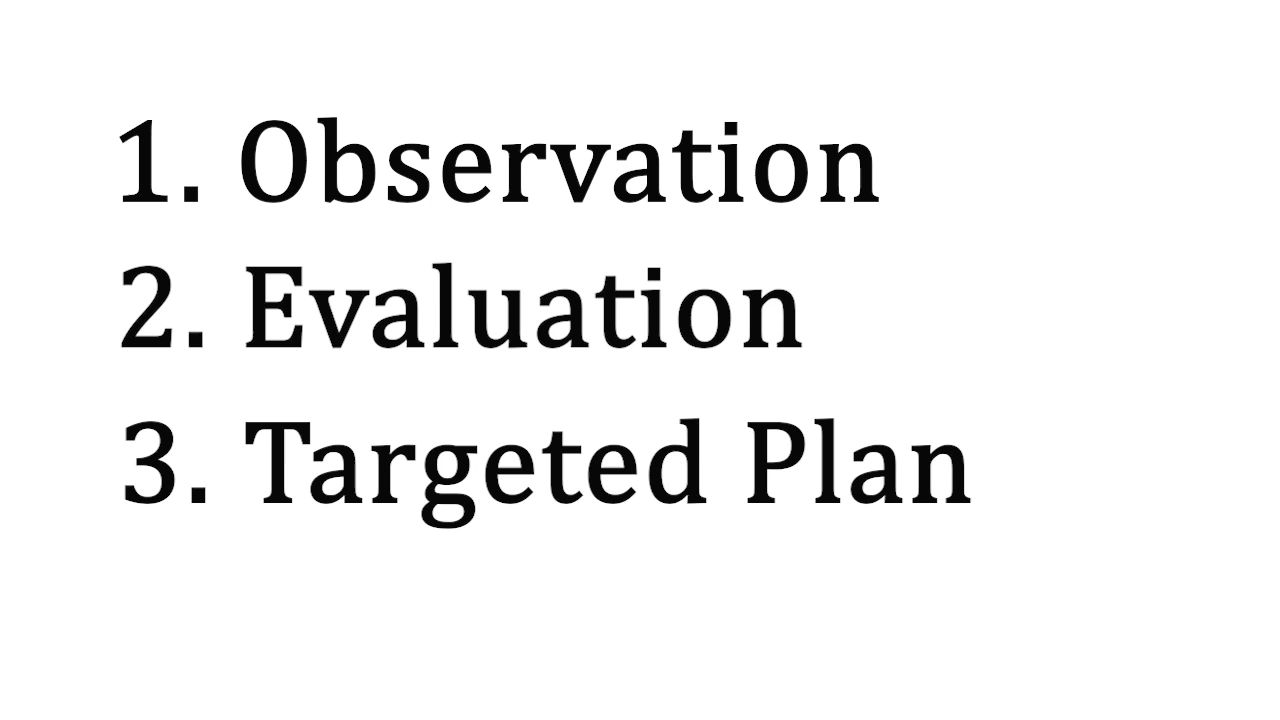 1. Observation
2. Evaluation
3. Targeted Plan